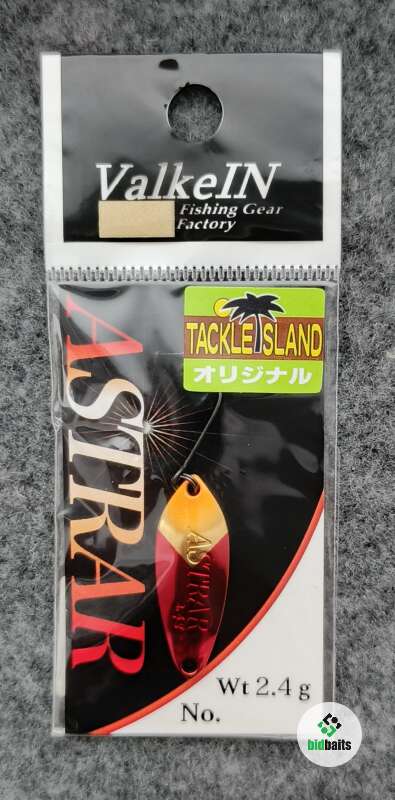 ValkeIN
Fishing Gear
Factory
TACKLE ISLAND
オリジナル
ASTRAR
ASTRAR
Wt 2.4 g
No.
bidbaits